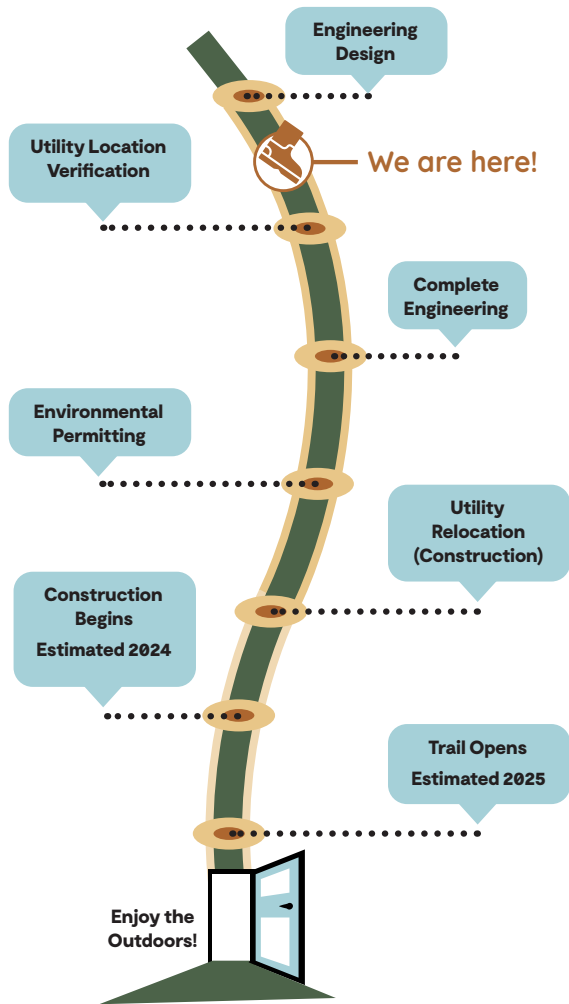 Engineering
Design
We are here!
Utility Location
Verification
Complete
Engineering
Environmental
Permitting
Utility
Relocation
(Construction)
Construction
Begins
Estimated 2024
Trail Opens
Estimated 2025
Enjoy the
Outdoors!